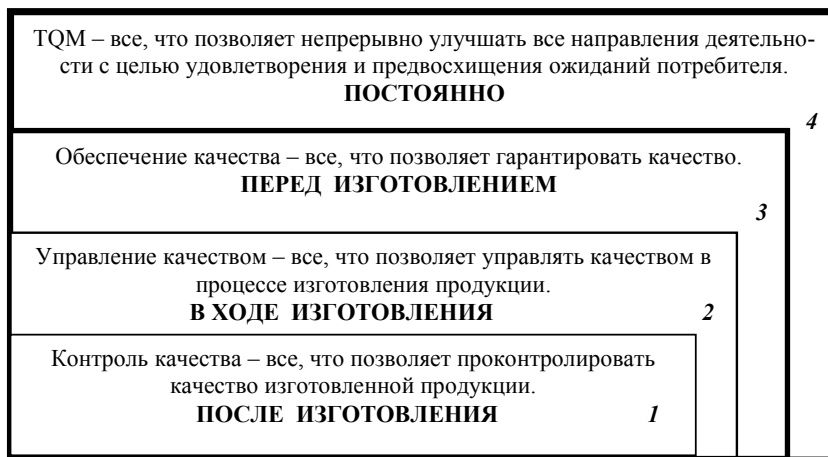 TQM – все, что позволяет непрерывно улучшать все направления деятельно-
сти с целью удовлетворения и предвосхищения ожиданий потребителя.
ПОСТОЯННО
4
Обеспечение качества – все, что позволяет гарантировать качество.
ПЕРЕД ИЗГОТОВЛЕНИЕМ
3
Управление качеством – все, что позволяет управлять качеством в
процессе изготовления продукции.
В ХОДЕ ИЗГОТОВЛЕНИЯ 2
Контроль качества – все, что позволяет проконтролировать
качество изготовленной продукции.
ПОСЛЕ ИЗГОТОВЛЕНИЯ 1